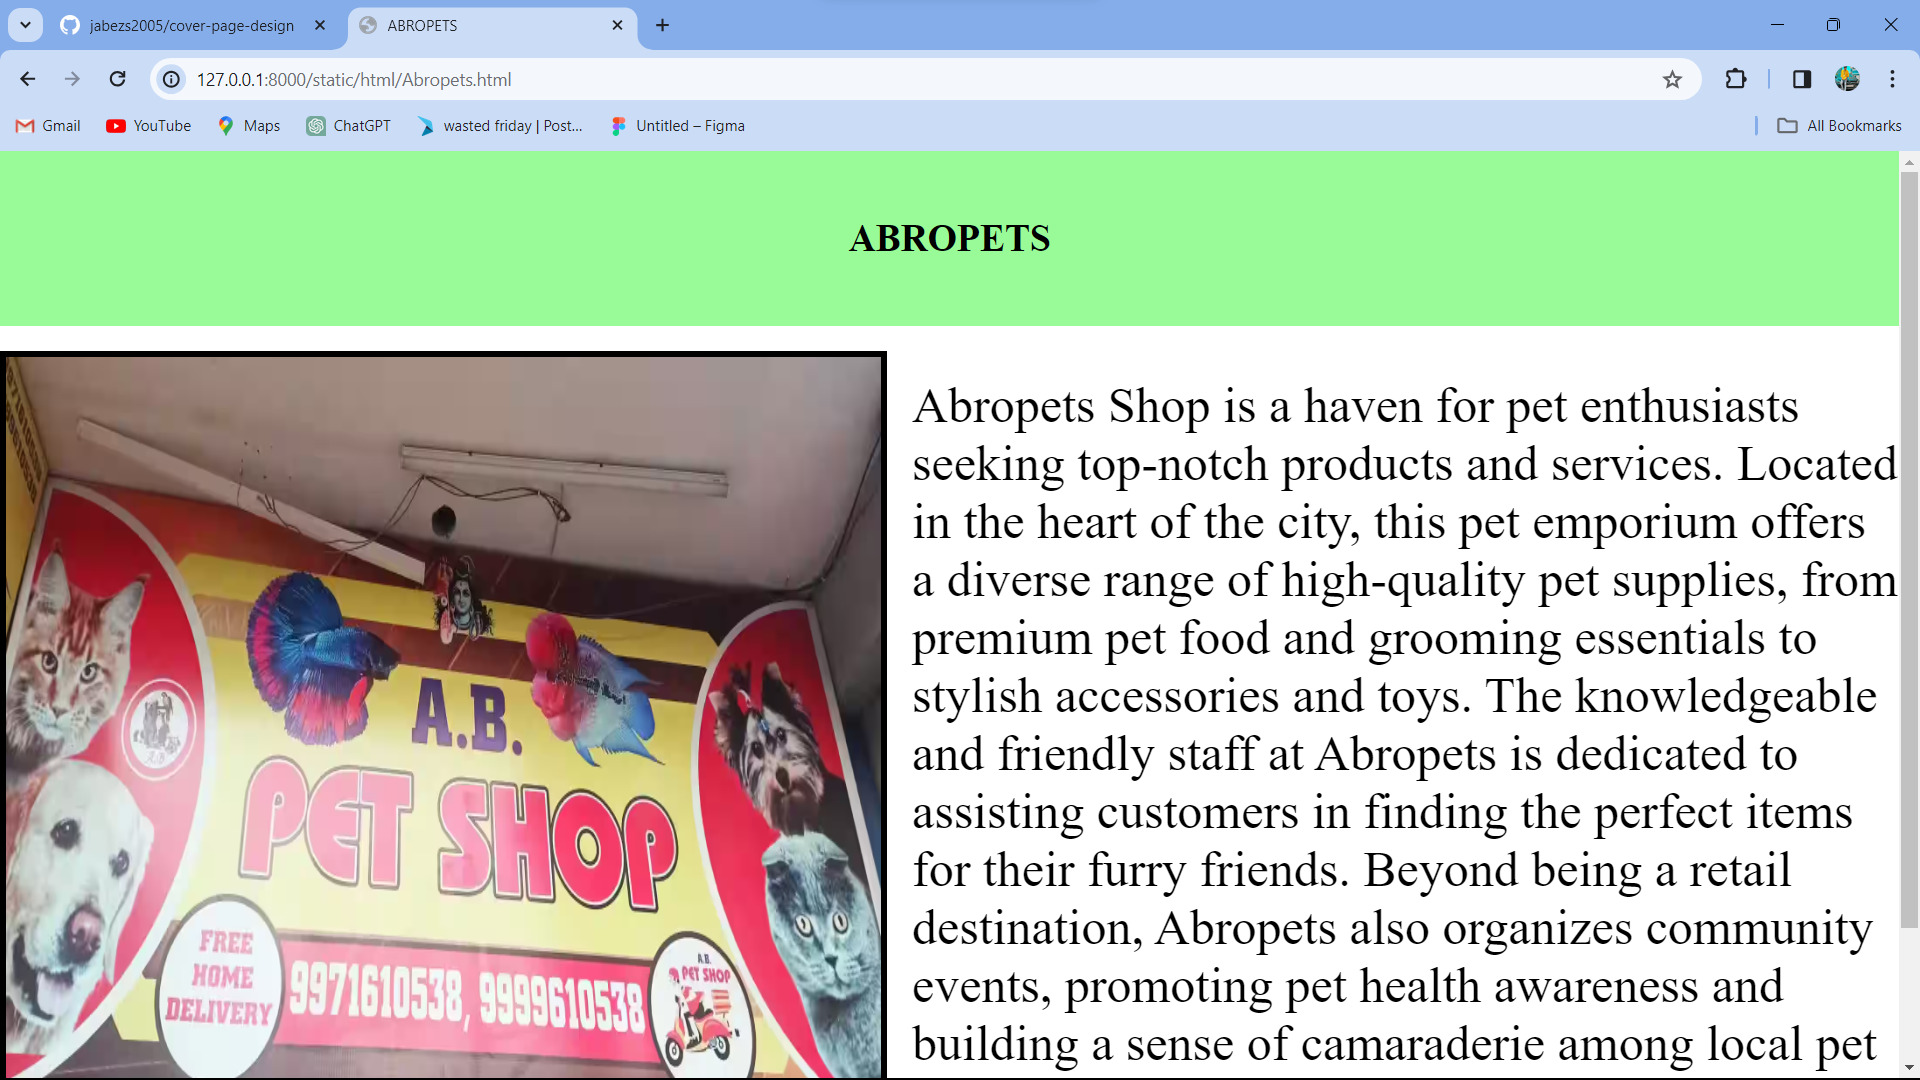 jabezs2005/cover-page-design
ABROPETS
127.0.0.1:8000/static/html/Abropets.html
Gmail
YouTube
Maps
ChatGPT
wasted friday | Post...
Untitled – Figma
All Bookmarks
ABROPETS
Abropets Shop is a haven for pet enthusiasts
seeking top-notch products and services. Located
in the heart of the city, this pet emporium offers
a diverse range of high-quality pet supplies, from
premium pet food and grooming essentials to
stylish accessories and toys. The knowledgeable
and friendly staff at Abropets is dedicated to
assisting customers in finding the perfect items
for their furry friends. Beyond being a retail
destination, Abropets also organizes community
events, promoting pet health awareness and
building a sense of camaraderie among local pet
A.B.
PET SHOP
FREE
HOME
DELIVERY
9971610538, 9999610538
A.B.
PET SHOP
A.B